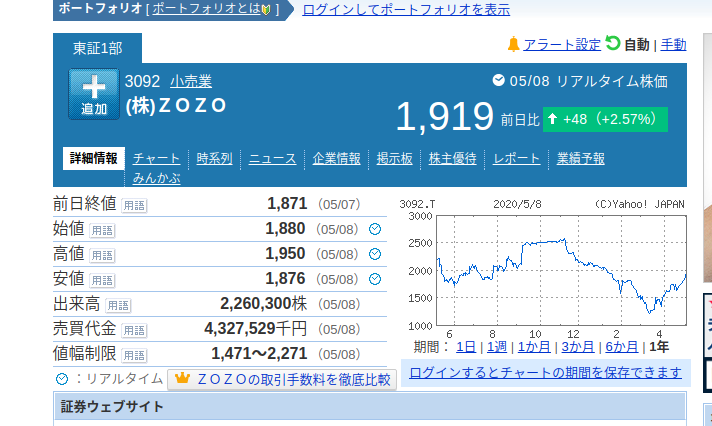 ポートフォリオ [ ポートフォリオとは ] ログインしてポートフォリオを表示
東証1部
アラート設定 自動 | 手動
追加
3092 小売業
05/08 リアルタイム株価
(株)ＺＯＺＯ
1,919 前日比 +48（+2.57%）
詳細情報 チャート 時系列 ニュース 企業情報 掲示板 株主優待 レポート 業績予報
みんかぶ
前日終値 用語 1,871 （05/07）
始値 用語 1,880 （05/08）
高値 用語 1,950 （05/08）
安値 用語 1,876 （05/08）
出来高 用語 2,260,300株 （05/08）
売買代金 用語 4,327,529千円 （05/08）
値幅制限 用語 1,471～2,271 （05/08）
：リアルタイム ＺＯＺＯの取引手数料を徹底比較
3092.T 2020/5/8 (C)Yahoo! JAPAN
3000
2500
2000
1500
1000
6 8 10 12 2 4
期間： 1日 | 1週 | 1か月 | 3か月 | 6か月 | 1年
ログインするとチャートの期間を保存できます
証券ウェブサイト